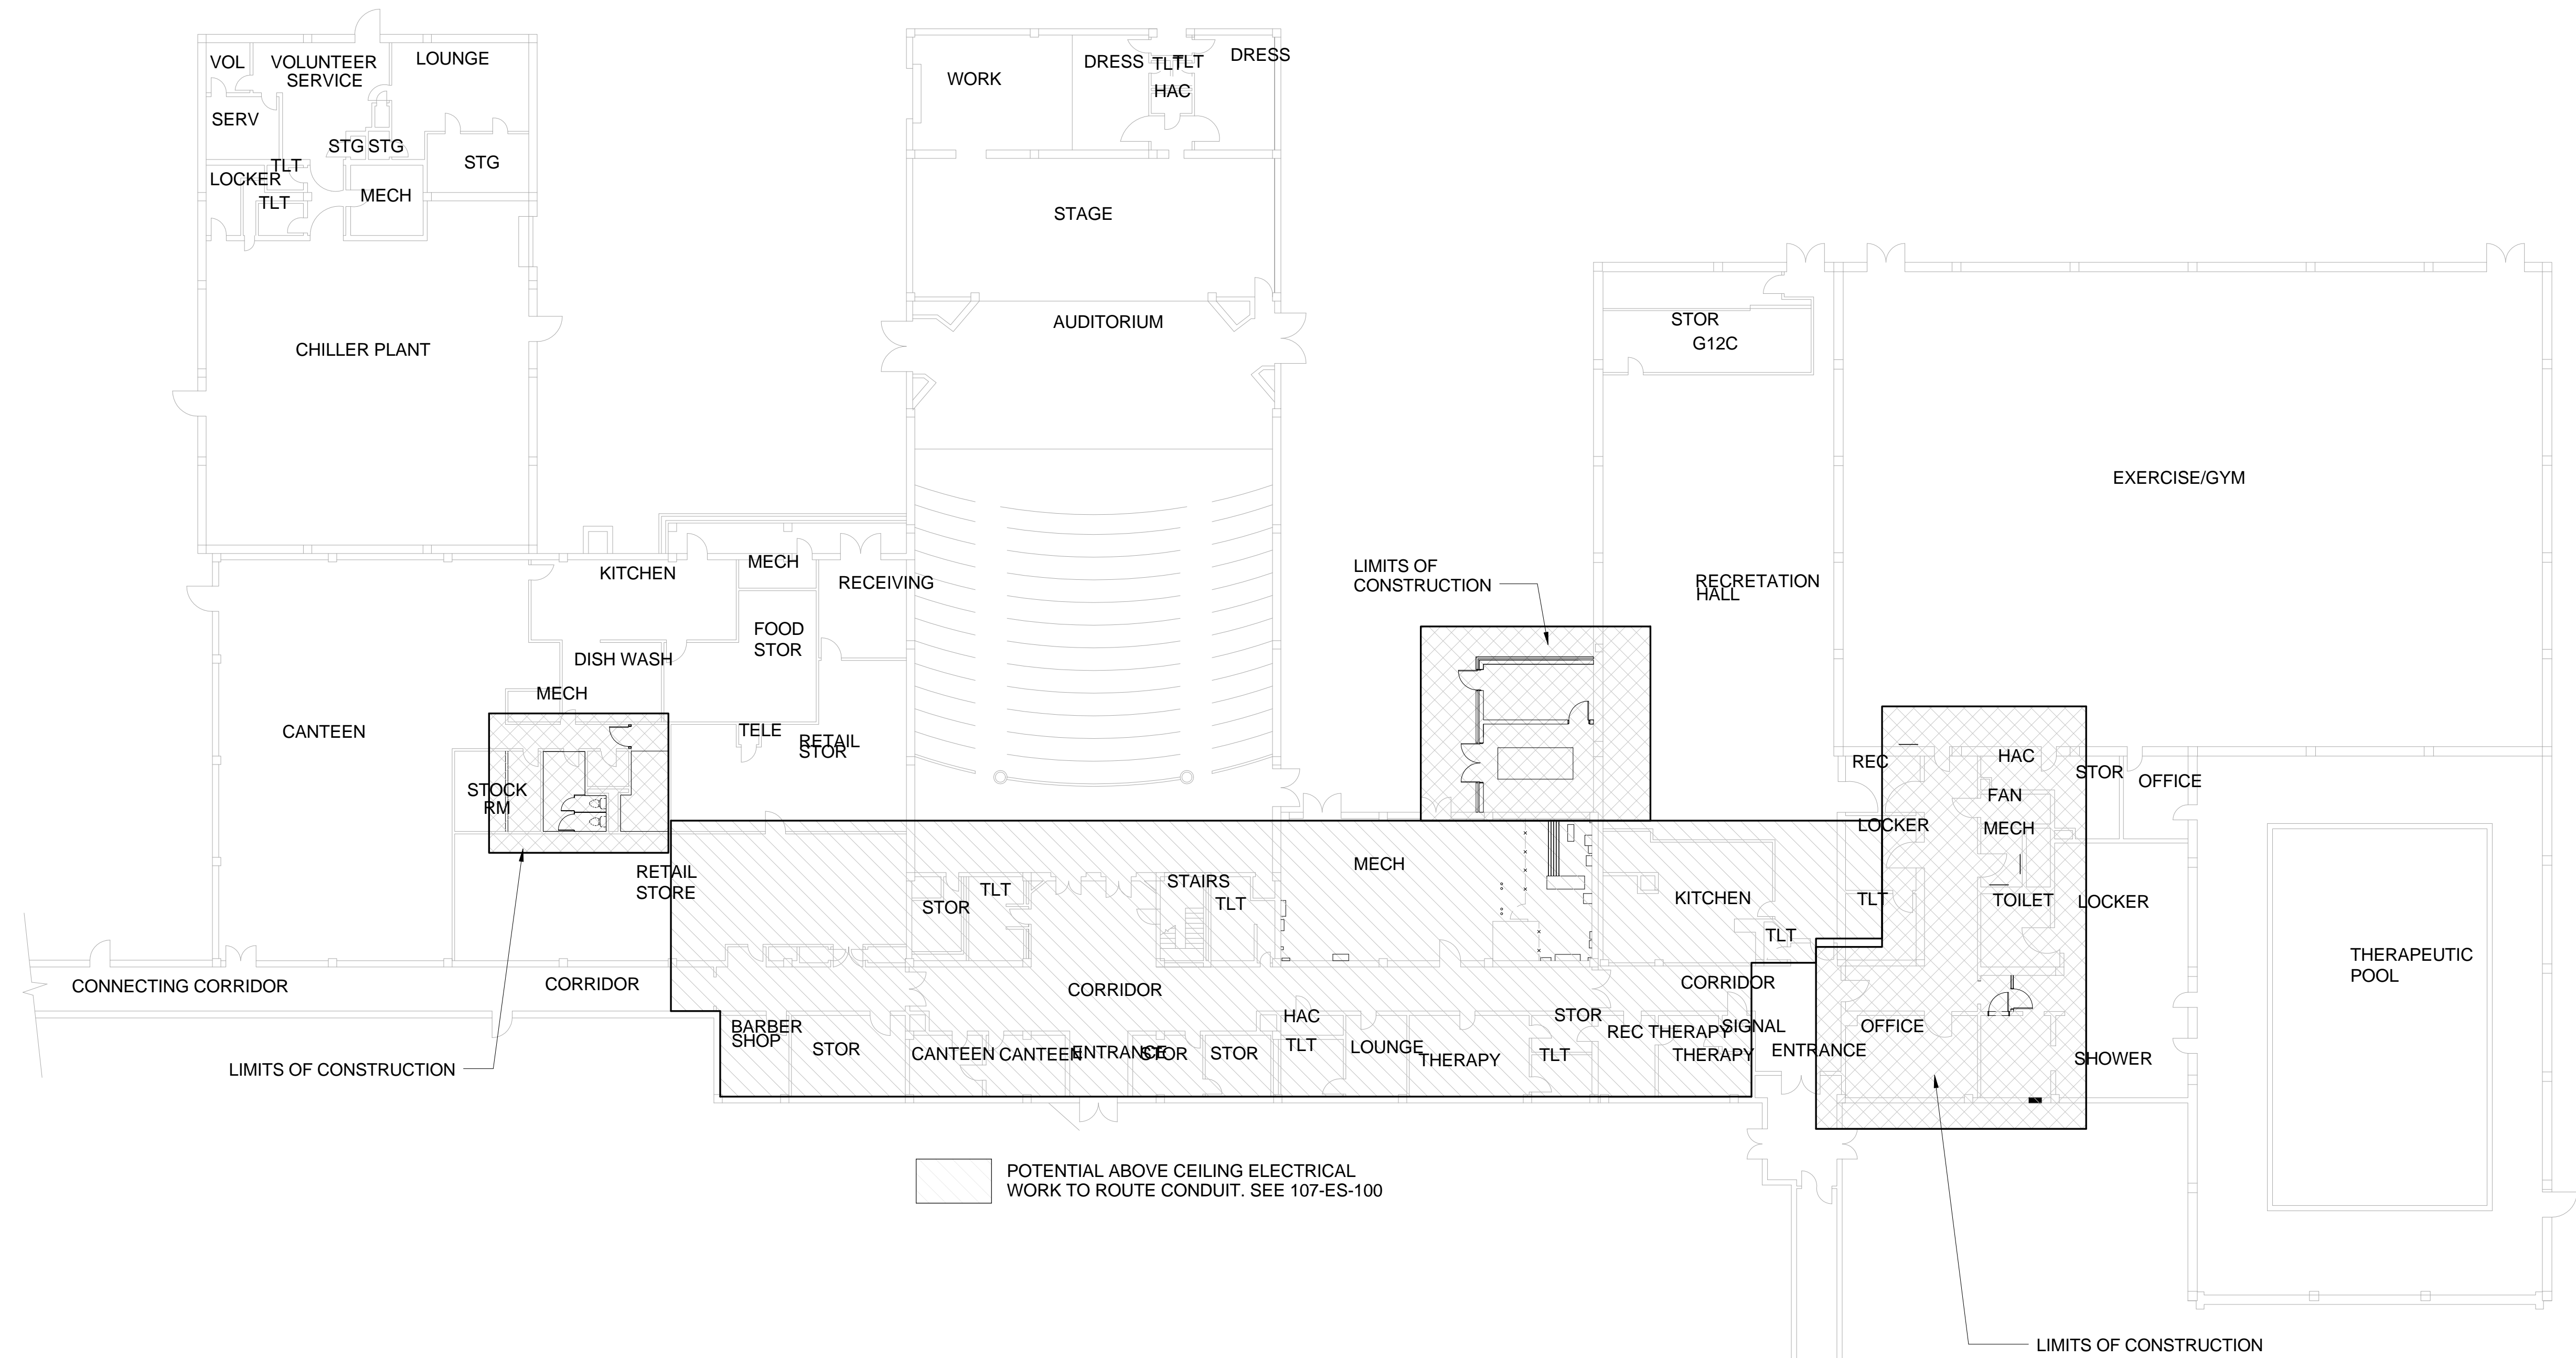 VOL
VOLUNTEER
SERVICE
LOUNGE
SERV
STG
STG
STG
TLT
LOCKER
TLT
MECH
CHILLER PLANT
WORK
DRESS
TLT
TLT
DRESS
HAC
STAGE
AUDITORIUM
STOR
G12C
EXERCISE/GYM
RECRETATION
HALL
LIMITS OF
CONSTRUCTION
KITCHEN
MECH
RECEIVING
FOOD
STOR
DISH WASH
MECH
CANTEEN
TELE
RETAIL
STOR
STOCK
RM
REC
HAC
STOR
OFFICE
FAN
MECH
LOCKER
TLT
TOILET
LOCKER
RETAIL
STORE
STOR
TLT
STAIRS
TLT
MECH
KITCHEN
TLT
THERAPEUTIC
POOL
CONNECTING CORRIDOR
CORRIDOR
CORRIDOR
CORRIDOR
BARBER
SHOP
STOR
CANTEEN
CANTEEN
ENTRANCE
STOR
STOR
HAC
TLT
LOUNGE
THERAPY
STOR
TLT
REC THERAPY
THERAPY
SIGNAL
ENTRANCE
OFFICE
SHOWER
LIMITS OF CONSTRUCTION
POTENTIAL ABOVE CEILING ELECTRICAL
WORK TO ROUTE CONDUIT. SEE 107-ES-100
LIMITS OF CONSTRUCTION